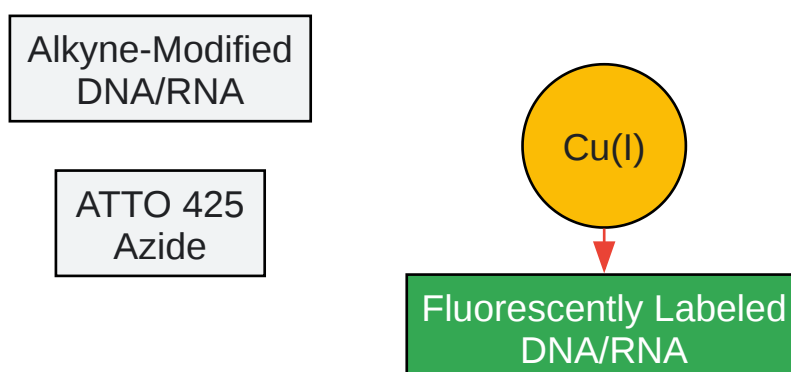 Alkyne-Modified
DNA/RNA
ATTO 425
Azide
Cu(I)
Fluorescently Labeled
DNA/RNA